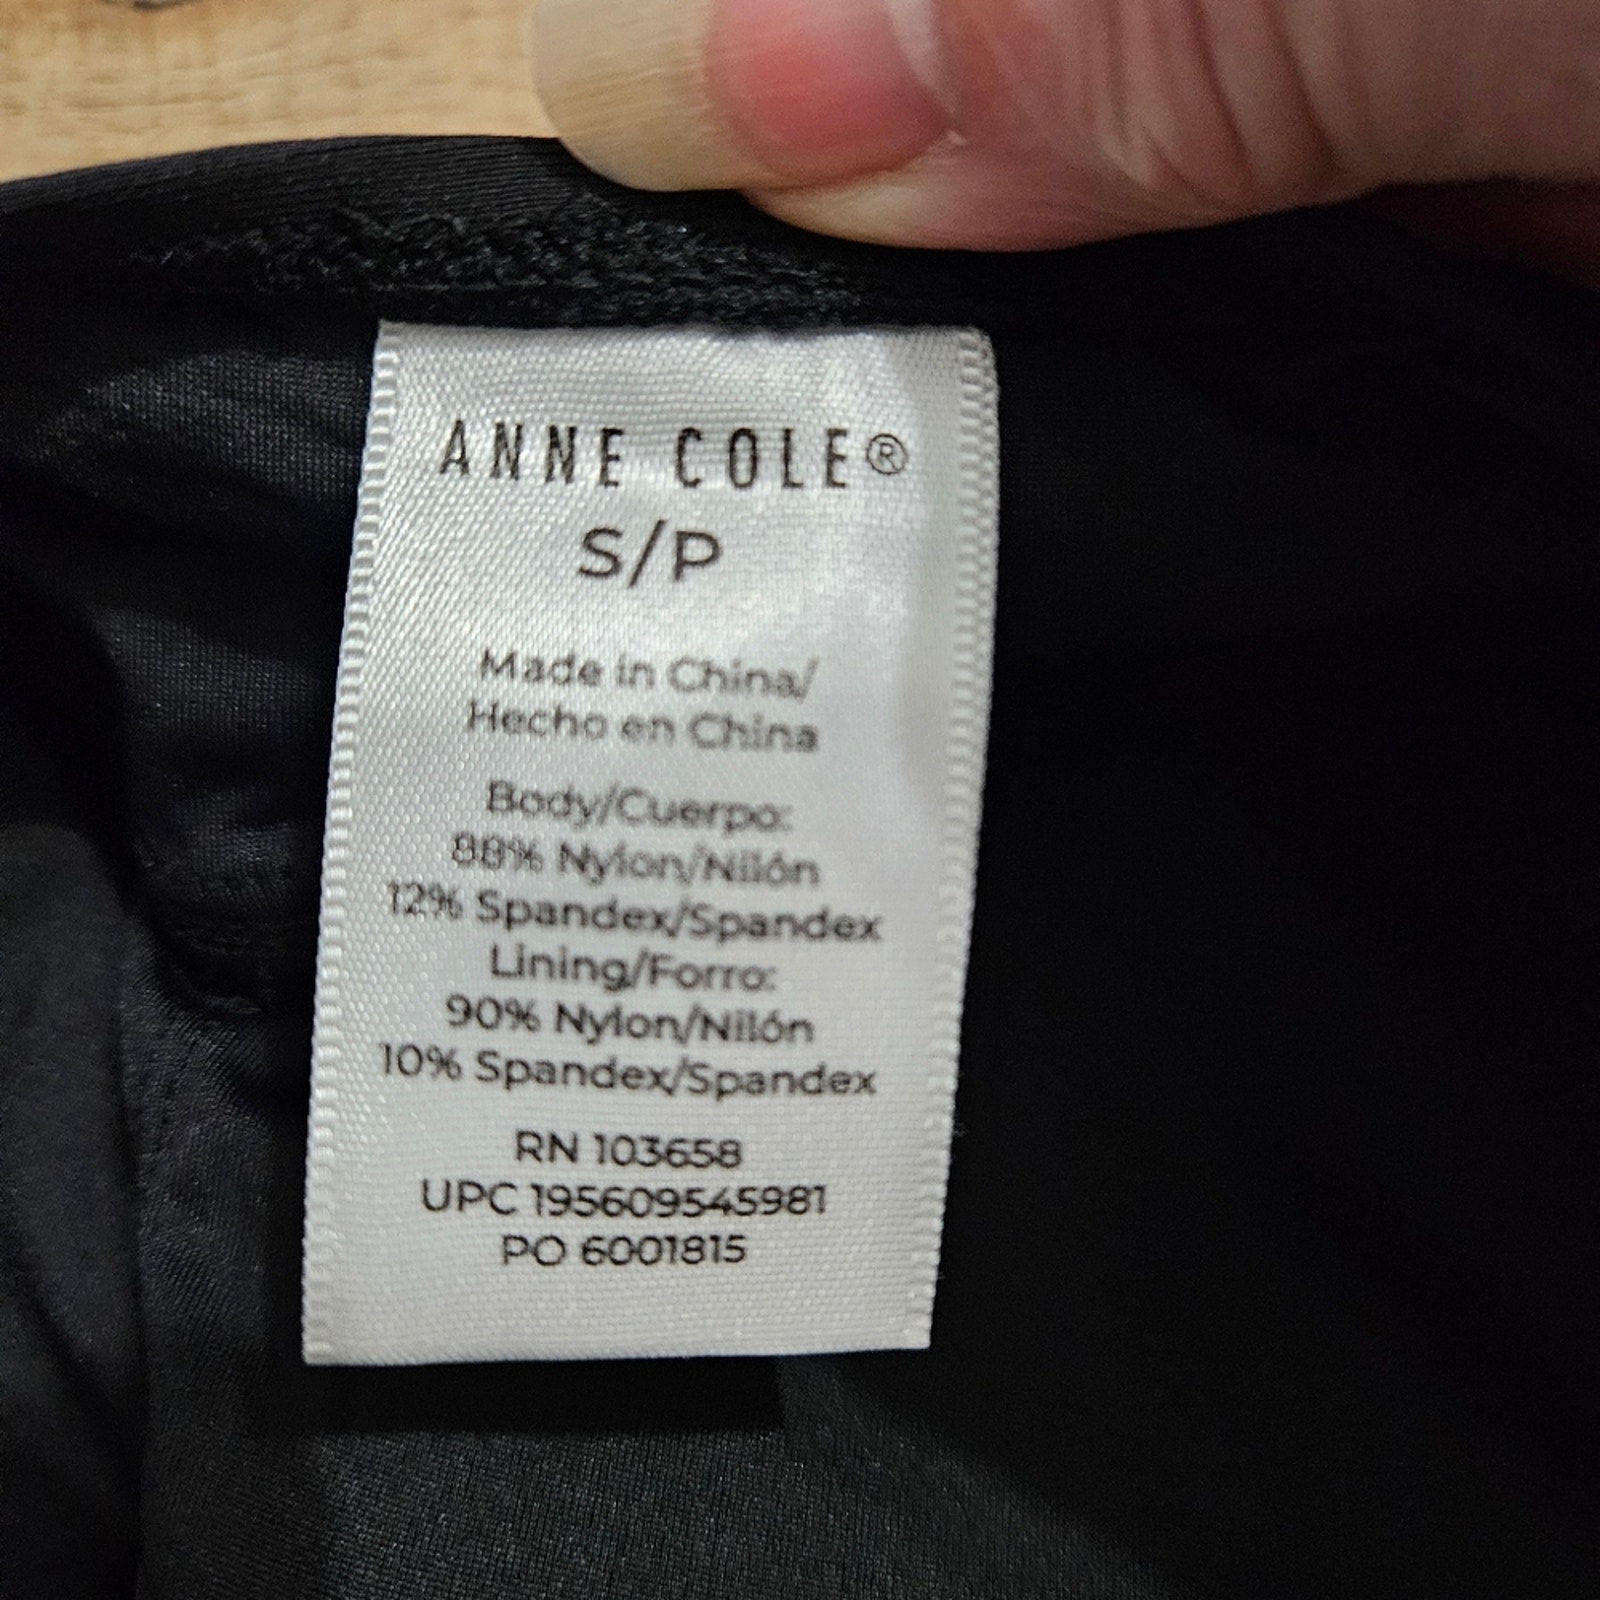 ANNE COLE®
S/P
Made in China/
Hecho en China
Body/Cuerpo:
88% Nylon/Nilón
12% Spandex/Spandex
Lining/Forro:
90% Nylon/Nilón
10% Spandex/Spandex
RN 103658
UPC 195609545981
PO 6001815